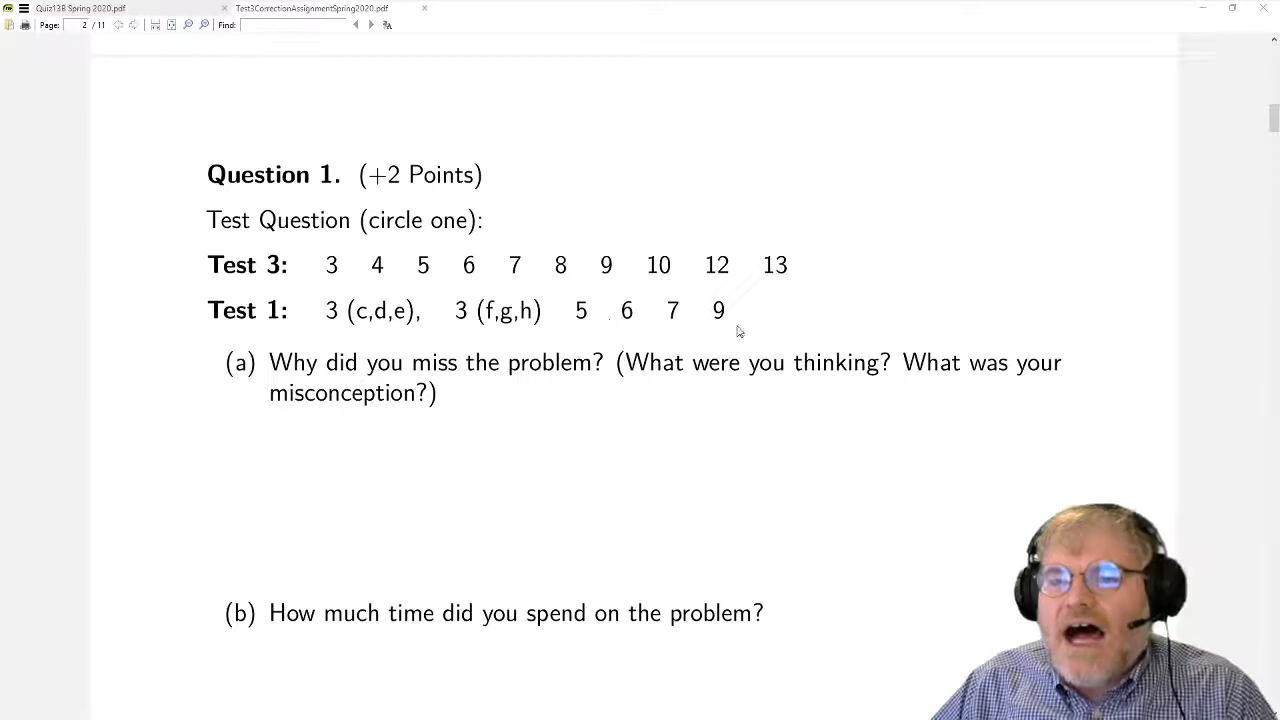 Quiz13B Spring 2020.pdf × Test3CorrectionAssignmentSpring2020.pdf ×
Page: 2 / 11 Find:
Question 1. (+2 Points)
Test Question (circle one):
Test 3: 3 4 5 6 7 8 9 10 12 13
Test 1: 3 (c,d,e), 3 (f,g,h) 5 6 7 9
(a) Why did you miss the problem? (What were you thinking? What was your
misconception?)
(b) How much time did you spend on the problem?